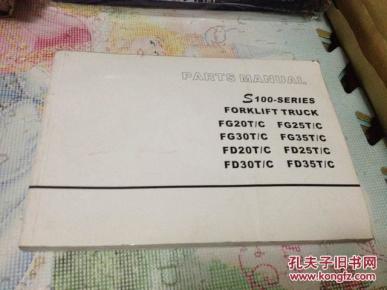 PARTS MANUAL
S100-SERIES
FORKLIFT TRUCK
FG20T/C FG25T/C
FG30T/C FG35T/C
FD20T/C FD25T/C
FD30T/C FD35T/C
孔夫子旧书网